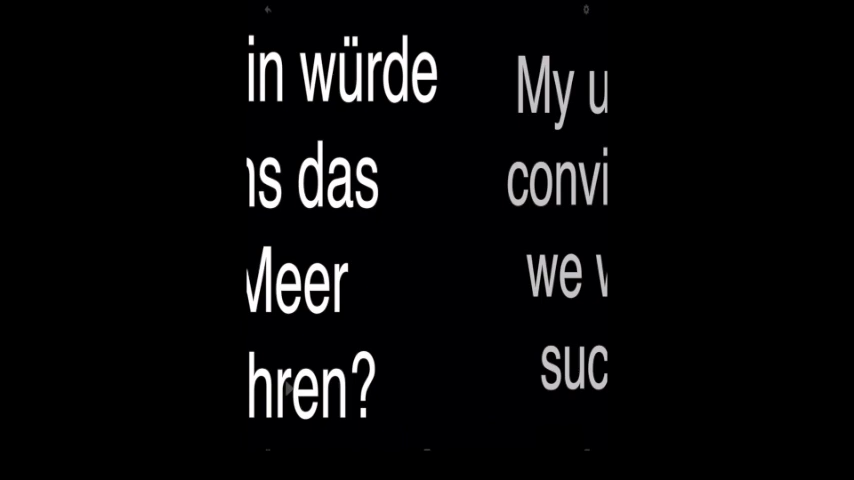 in würde
ns das
Meer
hren?
My u
convi
we
suc